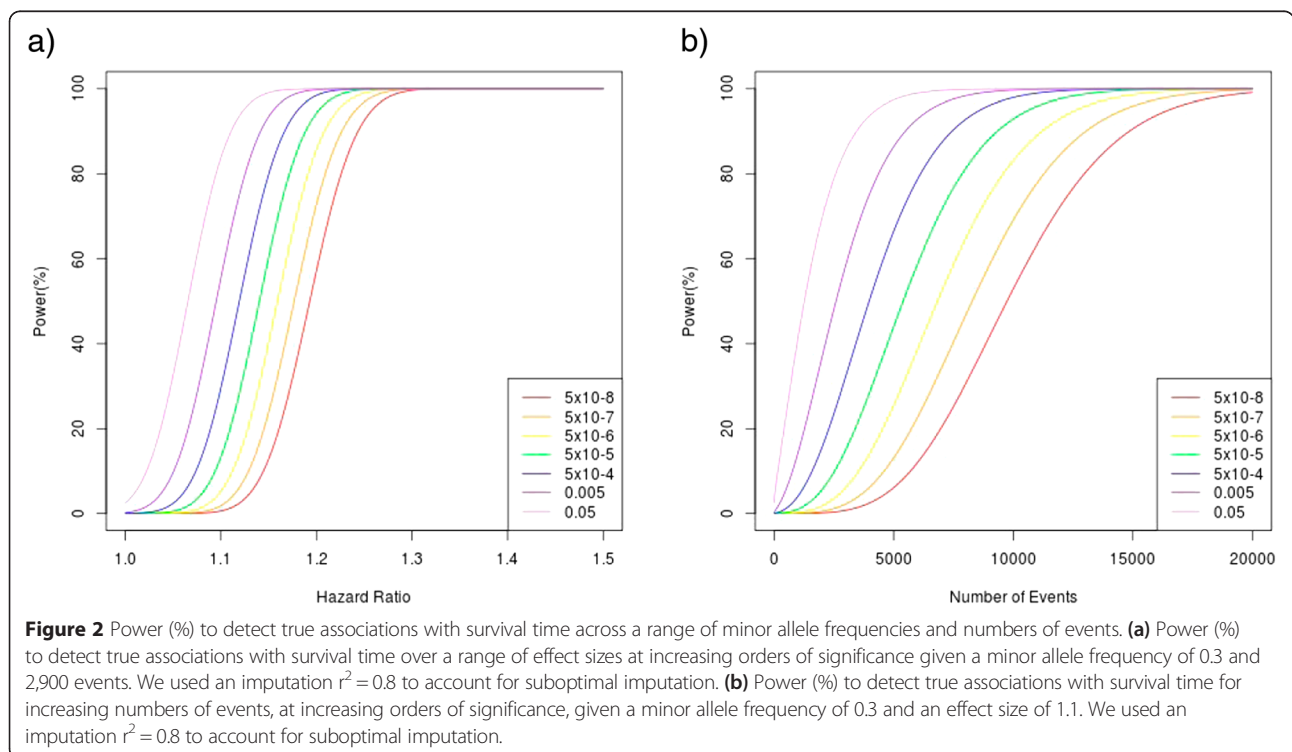 a)
b)
100
80
60
40
20
0
Power(%)
1.0 1.1 1.2 1.3 1.4 1.5
Hazard Ratio
5x10-8
5x10-7
5x10-6
5x10-5
5x10-4
0.005
0.05
100
80
60
40
20
0
Power(%)
0 5000 10000 15000 20000
Number of Events
5x10-8
5x10-7
5x10-6
5x10-5
5x10-4
0.005
0.05
Figure 2 Power (%) to detect true associations with survival time across a range of minor allele frequencies and numbers of events. (a) Power (%)
to detect true associations with survival time over a range of effect sizes at increasing orders of significance given a minor allele frequency of 0.3 and
2,900 events. We used an imputation r² = 0.8 to account for suboptimal imputation. (b) Power (%) to detect true associations with survival time for
increasing numbers of events, at increasing orders of significance, given a minor allele frequency of 0.3 and an effect size of 1.1. We used an
imputation r² = 0.8 to account for suboptimal imputation.